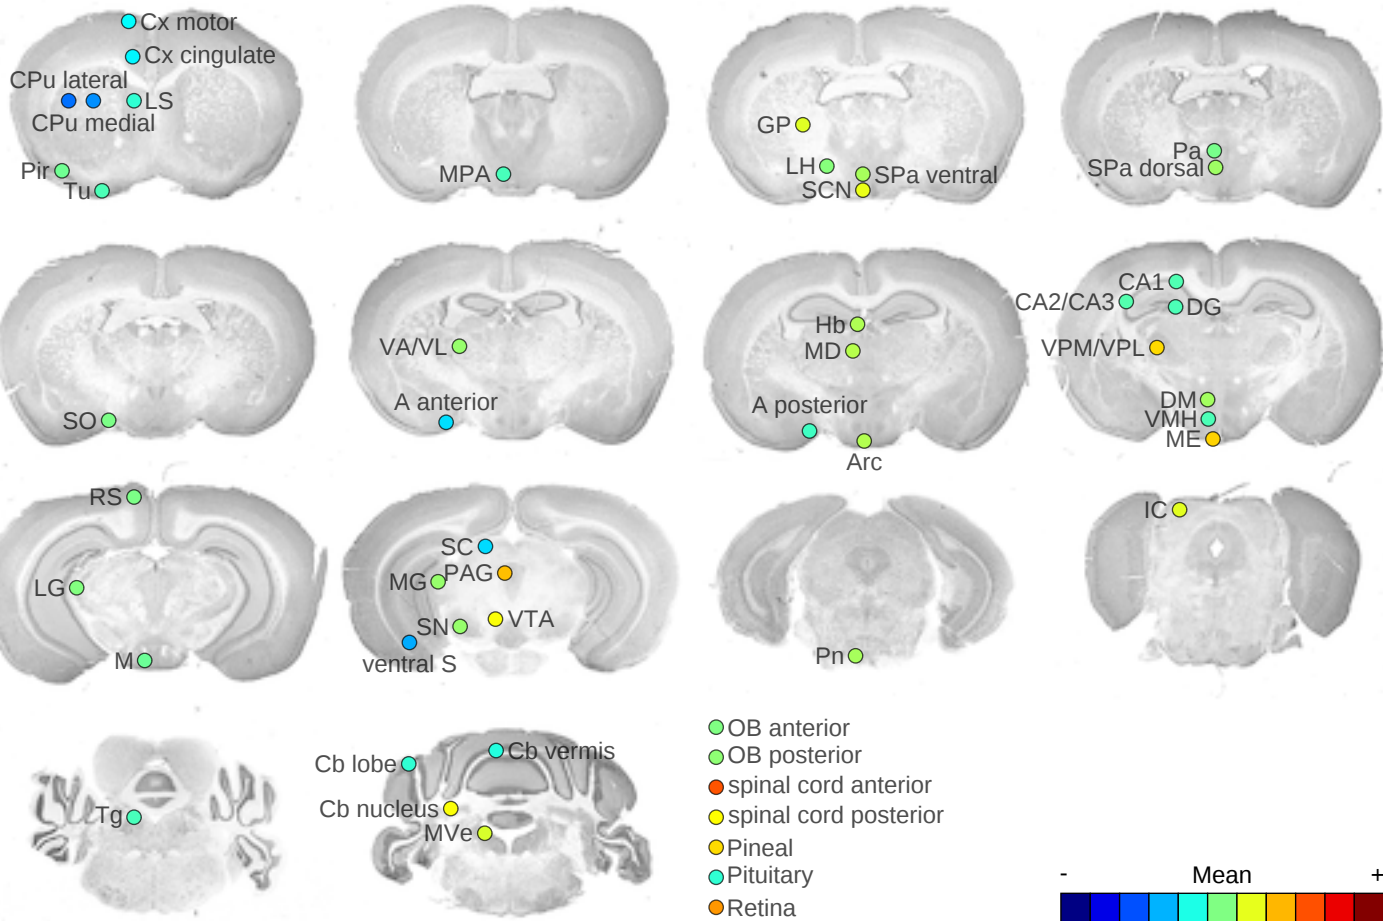 Cx motor
Cx cingulate
CPu lateral
LS
CPu medial
Pir
Tu
MPA
GP
LH
SPa ventral
SCN
Pa
SPa dorsal
SO
VA/VL
A anterior
Hb
MD
A posterior
Arc
CA1
CA2/CA3
DG
VPM/VPL
DM
VMH
ME
RS
LG
M
SC
PAG
MG
VTA
SN
ventral S
Pn
IC
Tg
Cb vermis
Cb lobe
Cb nucleus
MVe
OB anterior
OB posterior
spinal cord anterior
spinal cord posterior
Pineal
Pituitary
Retina
- Mean +